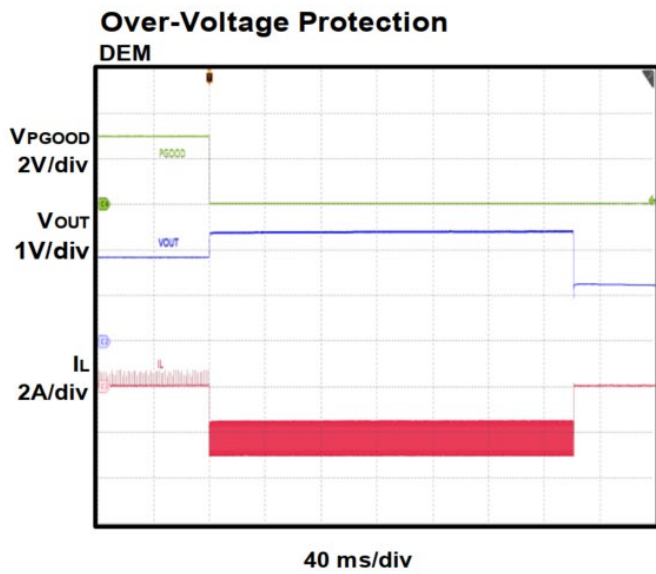 Over-Voltage Protection
DEM
VPGOOD
2V/div
PGOOD
VOUT
1V/div
VOUT
C2
IL
2A/div
IL
40 ms/div